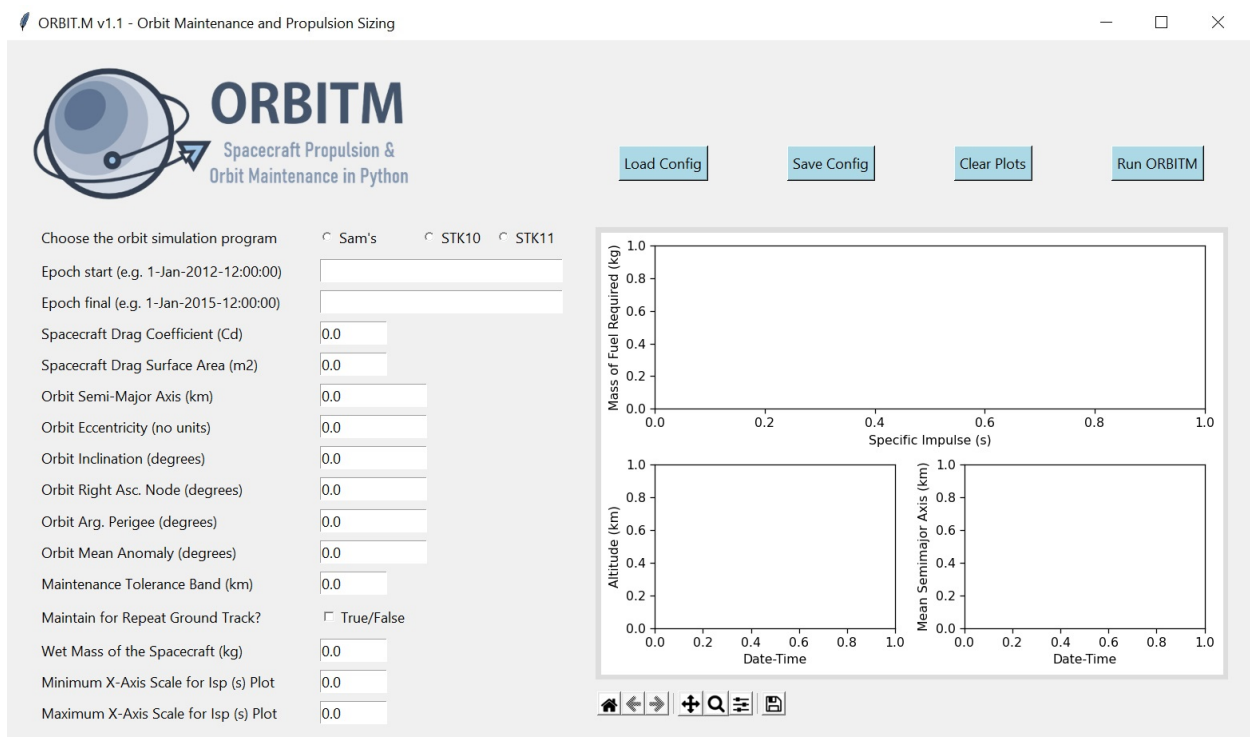 ORBIT.M v1.1 - Orbit Maintenance and Propulsion Sizing
ORBITM
Spacecraft Propulsion &
Orbit Maintenance in Python
Load Config
Save Config
Clear Plots
Run ORBITM
Choose the orbit simulation program
Sam's
STK10
STK11
Epoch start (e.g. 1-Jan-2012-12:00:00)
Epoch final (e.g. 1-Jan-2015-12:00:00)
Spacecraft Drag Coefficient (Cd)
0.0
Spacecraft Drag Surface Area (m2)
0.0
Orbit Semi-Major Axis (km)
0.0
Orbit Eccentricity (no units)
0.0
Orbit Inclination (degrees)
0.0
Orbit Right Asc. Node (degrees)
0.0
Orbit Arg. Perigee (degrees)
0.0
Orbit Mean Anomaly (degrees)
0.0
Maintenance Tolerance Band (km)
0.0
Maintain for Repeat Ground Track?
True/False
Wet Mass of the Spacecraft (kg)
0.0
Minimum X-Axis Scale for Isp (s) Plot
0.0
Maximum X-Axis Scale for Isp (s) Plot
0.0
Mass of Fuel Required (kg)
1.0
0.8
0.6
0.4
0.2
0.0
0.0 0.2 0.4 0.6 0.8 1.0
Specific Impulse (s)
Altitude (km)
1.0
0.8
0.6
0.4
0.2
0.0
0.0 0.2 0.4 0.6 0.8 1.0
Date-Time
Mean Semimajor Axis (km)
1.0
0.8
0.6
0.4
0.2
0.0
0.0 0.2 0.4 0.6 0.8 1.0
Date-Time